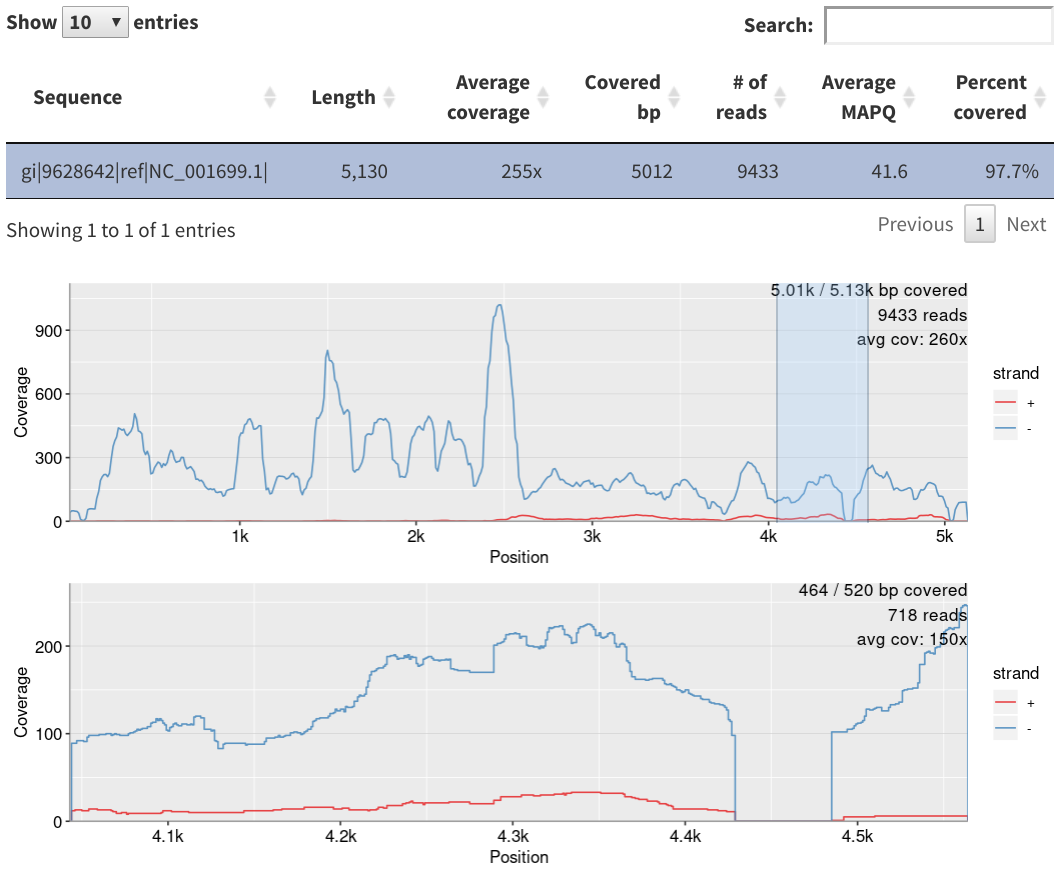 Show 10 ▼ entries
Search:
Sequence Length Average coverage Covered bp # of reads Average MAPQ Percent covered
gi|9628642|ref|NC_001699.1| 5,130 255x 5012 9433 41.6 97.7%
Showing 1 to 1 of 1 entries
Previous 1 Next
5.01k / 5.13k bp covered
9433 reads
avg cov: 260x
Coverage
900
600
300
0
1k 2k 3k 4k 5k
Position
strand
+
-
464 / 520 bp covered
718 reads
avg cov: 150x
Coverage
200
100
0
4.1k 4.2k 4.3k 4.4k 4.5k
Position
strand
+
-